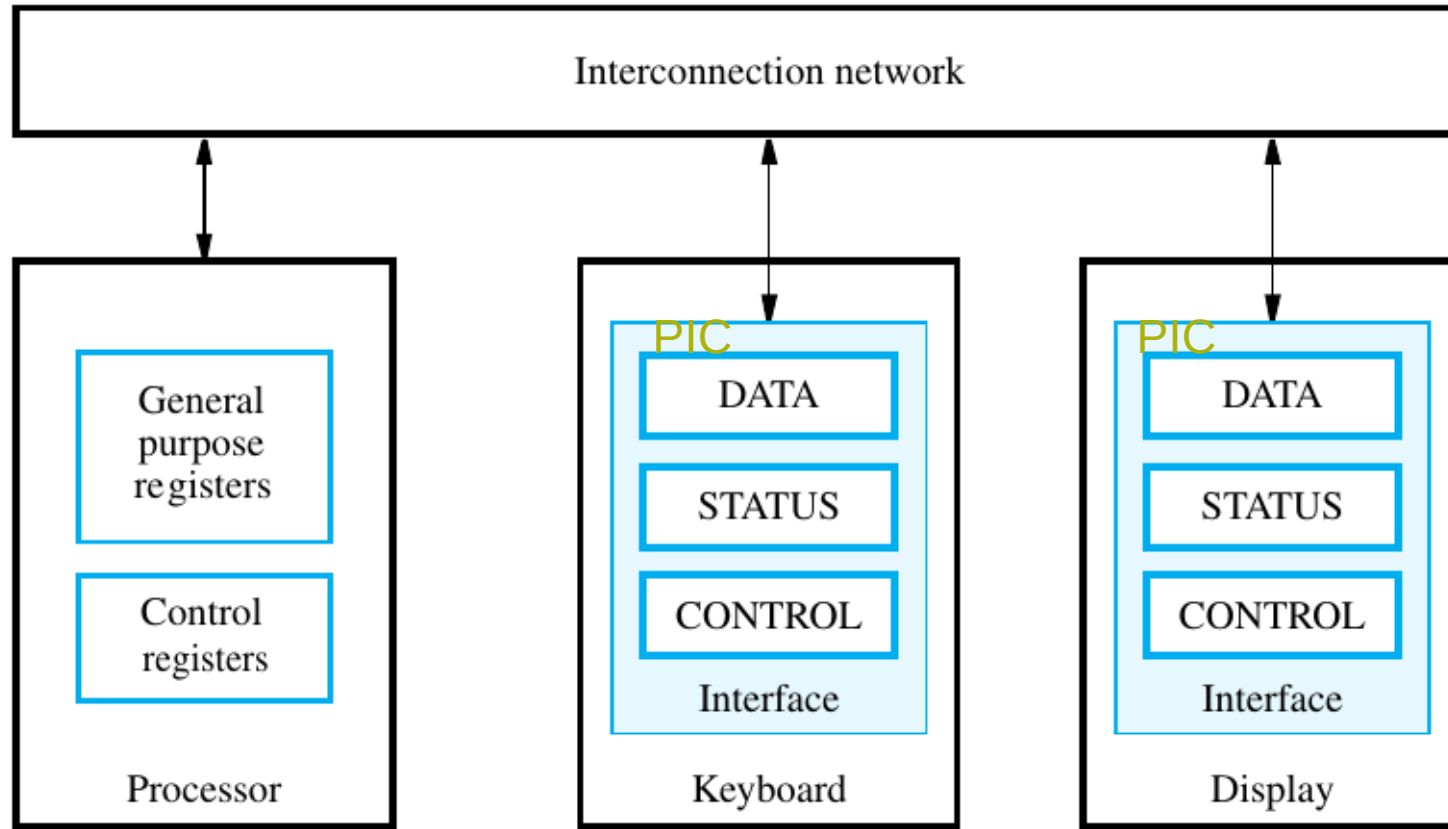 Interconnection network
General
purpose
registers
Control
registers
Processor
PIC
DATA
STATUS
CONTROL
Interface
Keyboard
PIC
DATA
STATUS
CONTROL
Interface
Display